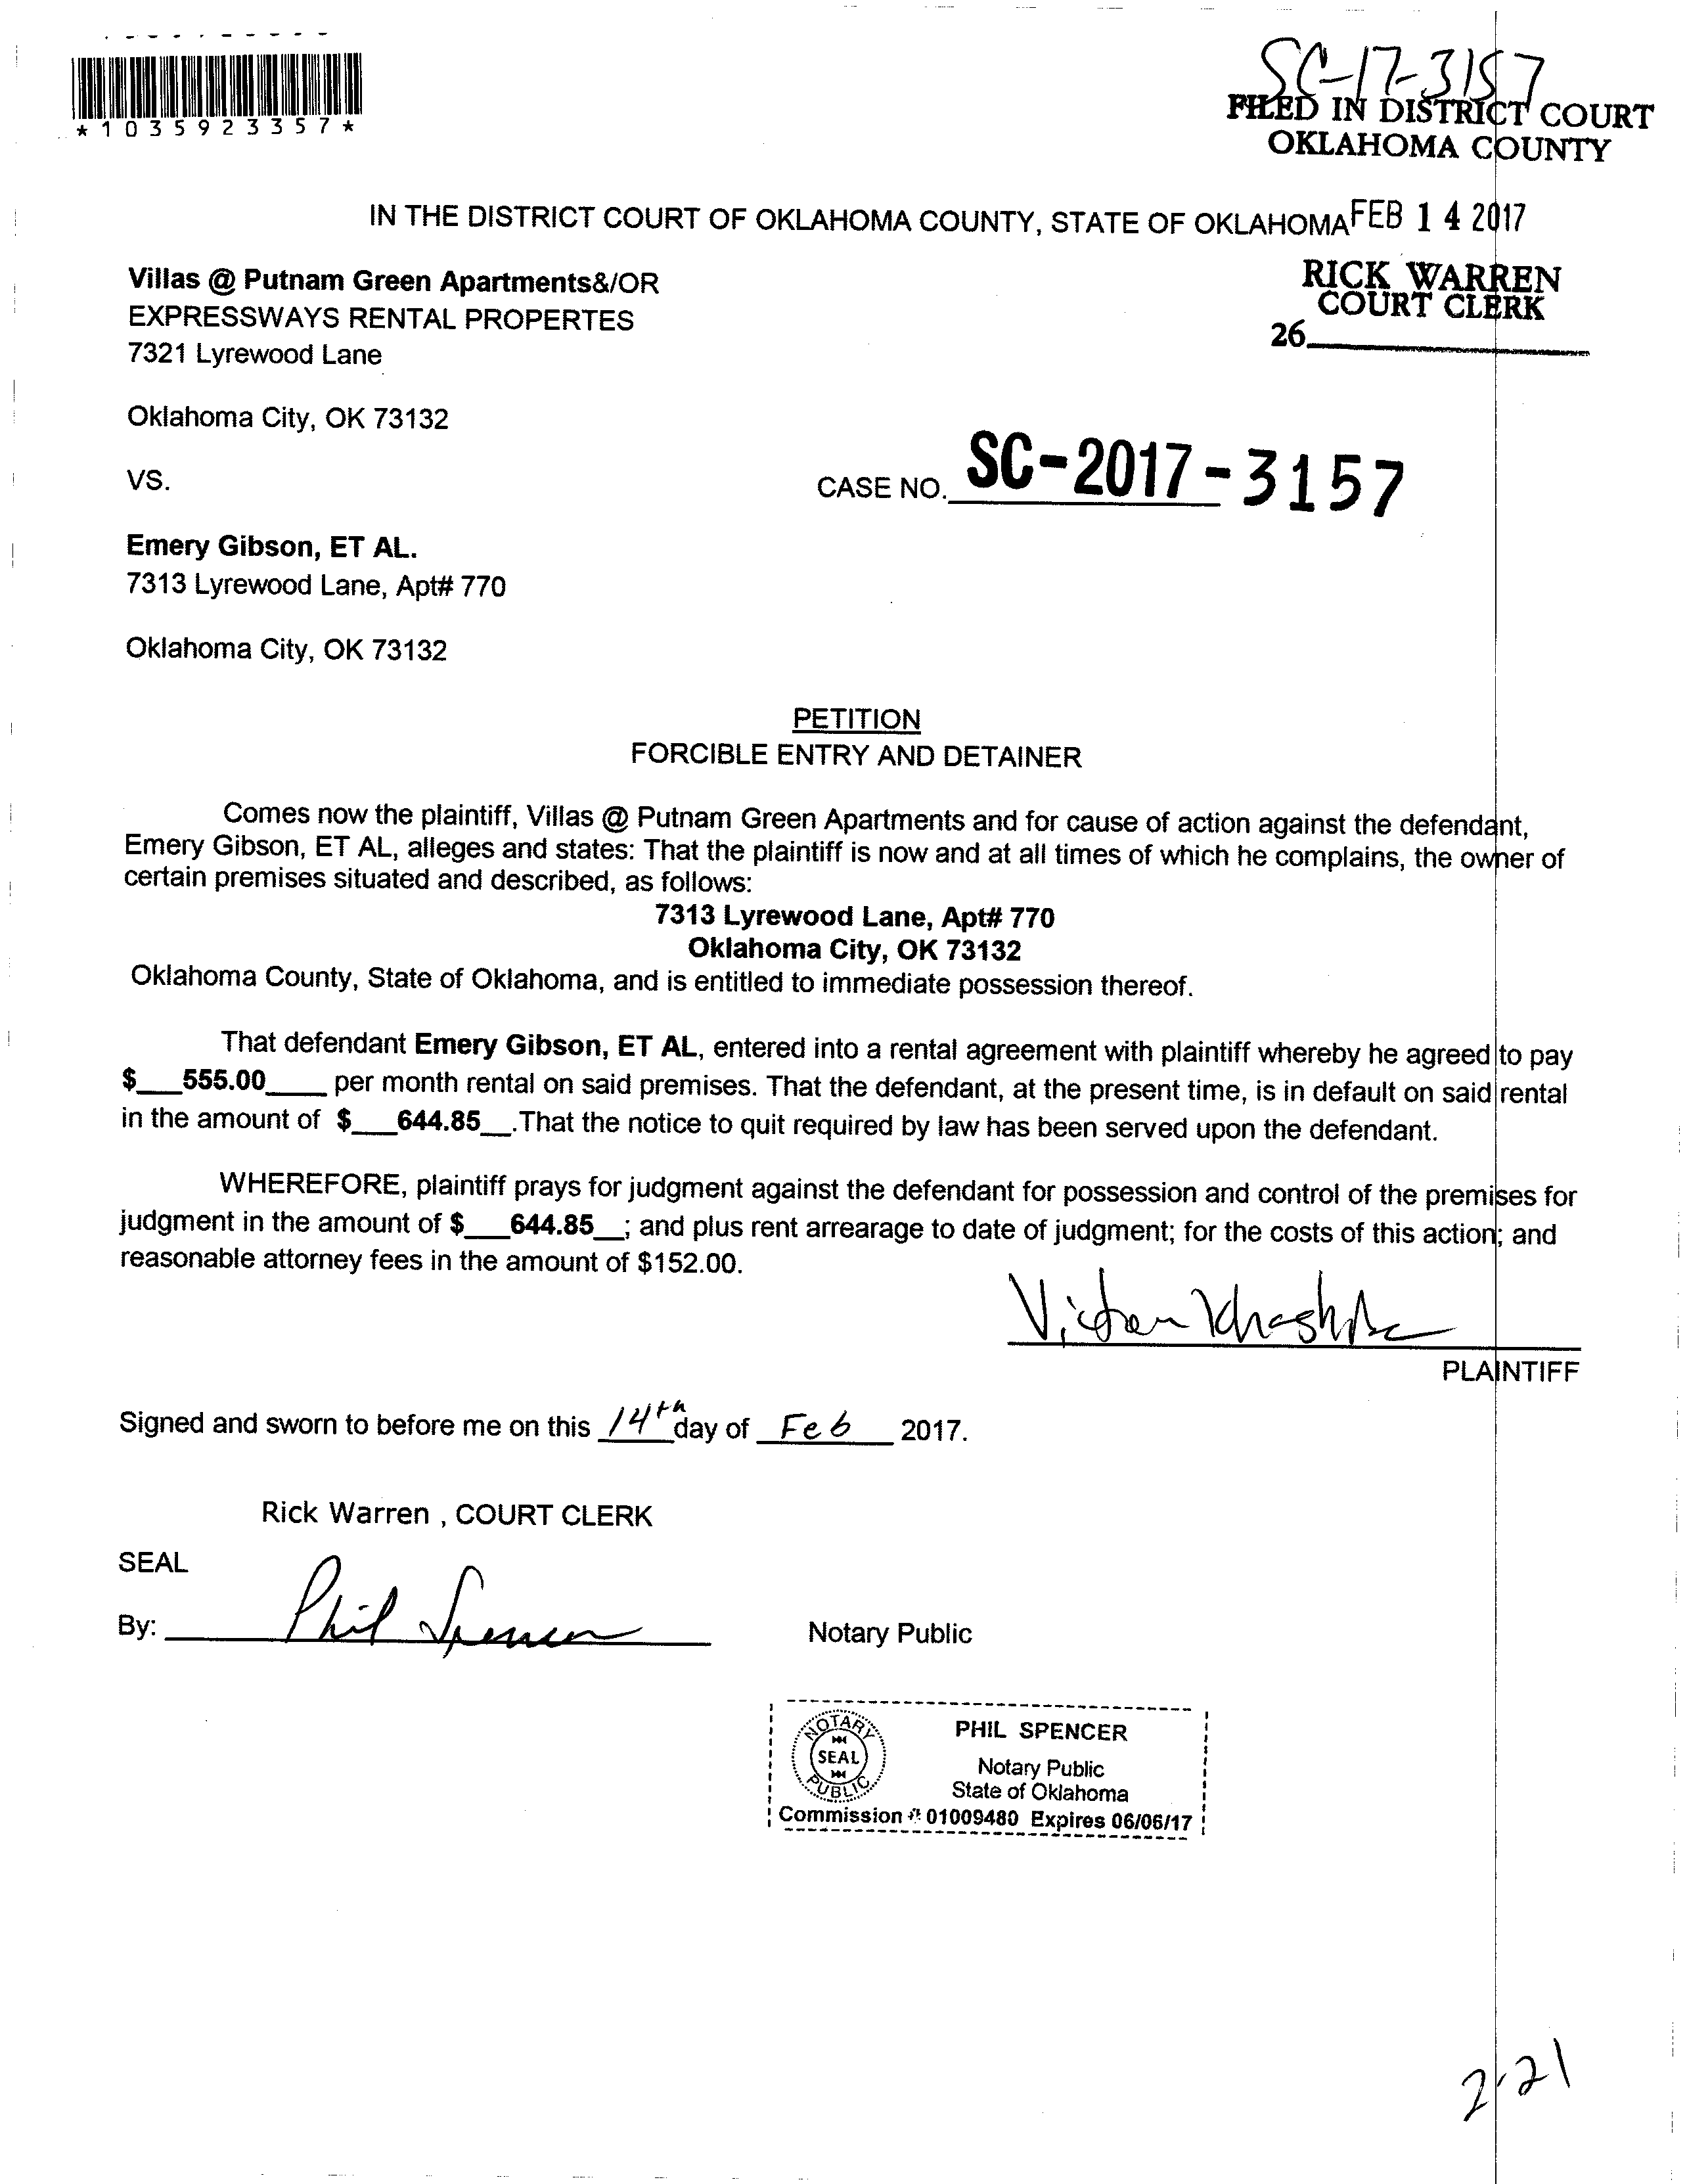 SC-17-3157
FILED IN DISTRICT COURT
OKLAHOMA COUNTY
*1035923357*
IN THE DISTRICT COURT OF OKLAHOMA COUNTY, STATE OF OKLAHOMA FEB 14 2017
RICK WARREN
COURT CLERK
26
Villas @ Putnam Green Apartments&/OR
EXPRESSWAYS RENTAL PROPERTES
7321 Lyrewood Lane
Oklahoma City, OK 73132
VS.
CASE NO. SC-2017-3157
Emery Gibson, ET AL.
7313 Lyrewood Lane, Apt# 770
Oklahoma City, OK 73132
PETITION
FORCIBLE ENTRY AND DETAINER
Comes now the plaintiff, Villas @ Putnam Green Apartments and for cause of action against the defendant,
Emery Gibson, ET AL, alleges and states: That the plaintiff is now and at all times of which he complains, the owner of
certain premises situated and described, as follows:
7313 Lyrewood Lane, Apt# 770
Oklahoma City, OK 73132
Oklahoma County, State of Oklahoma, and is entitled to immediate possession thereof.
That defendant Emery Gibson, ET AL, entered into a rental agreement with plaintiff whereby he agreed to pay
$___555.00____ per month rental on said premises. That the defendant, at the present time, is in default on said rental
in the amount of $___644.85__.That the notice to quit required by law has been served upon the defendant.
WHEREFORE, plaintiff prays for judgment against the defendant for possession and control of the premises for
judgment in the amount of $___644.85__; and plus rent arrearage to date of judgment; for the costs of this action; and
reasonable attorney fees in the amount of $152.00.
PLAINTIFF
Signed and sworn to before me on this 14th day of Feb 2017.
Rick Warren , COURT CLERK
SEAL
By: Phil Spencer
Notary Public
NOTARY
SEAL
PUBLIC
PHIL SPENCER
Notary Public
State of Oklahoma
Commission # 01009480 Expires 06/06/17
2/21